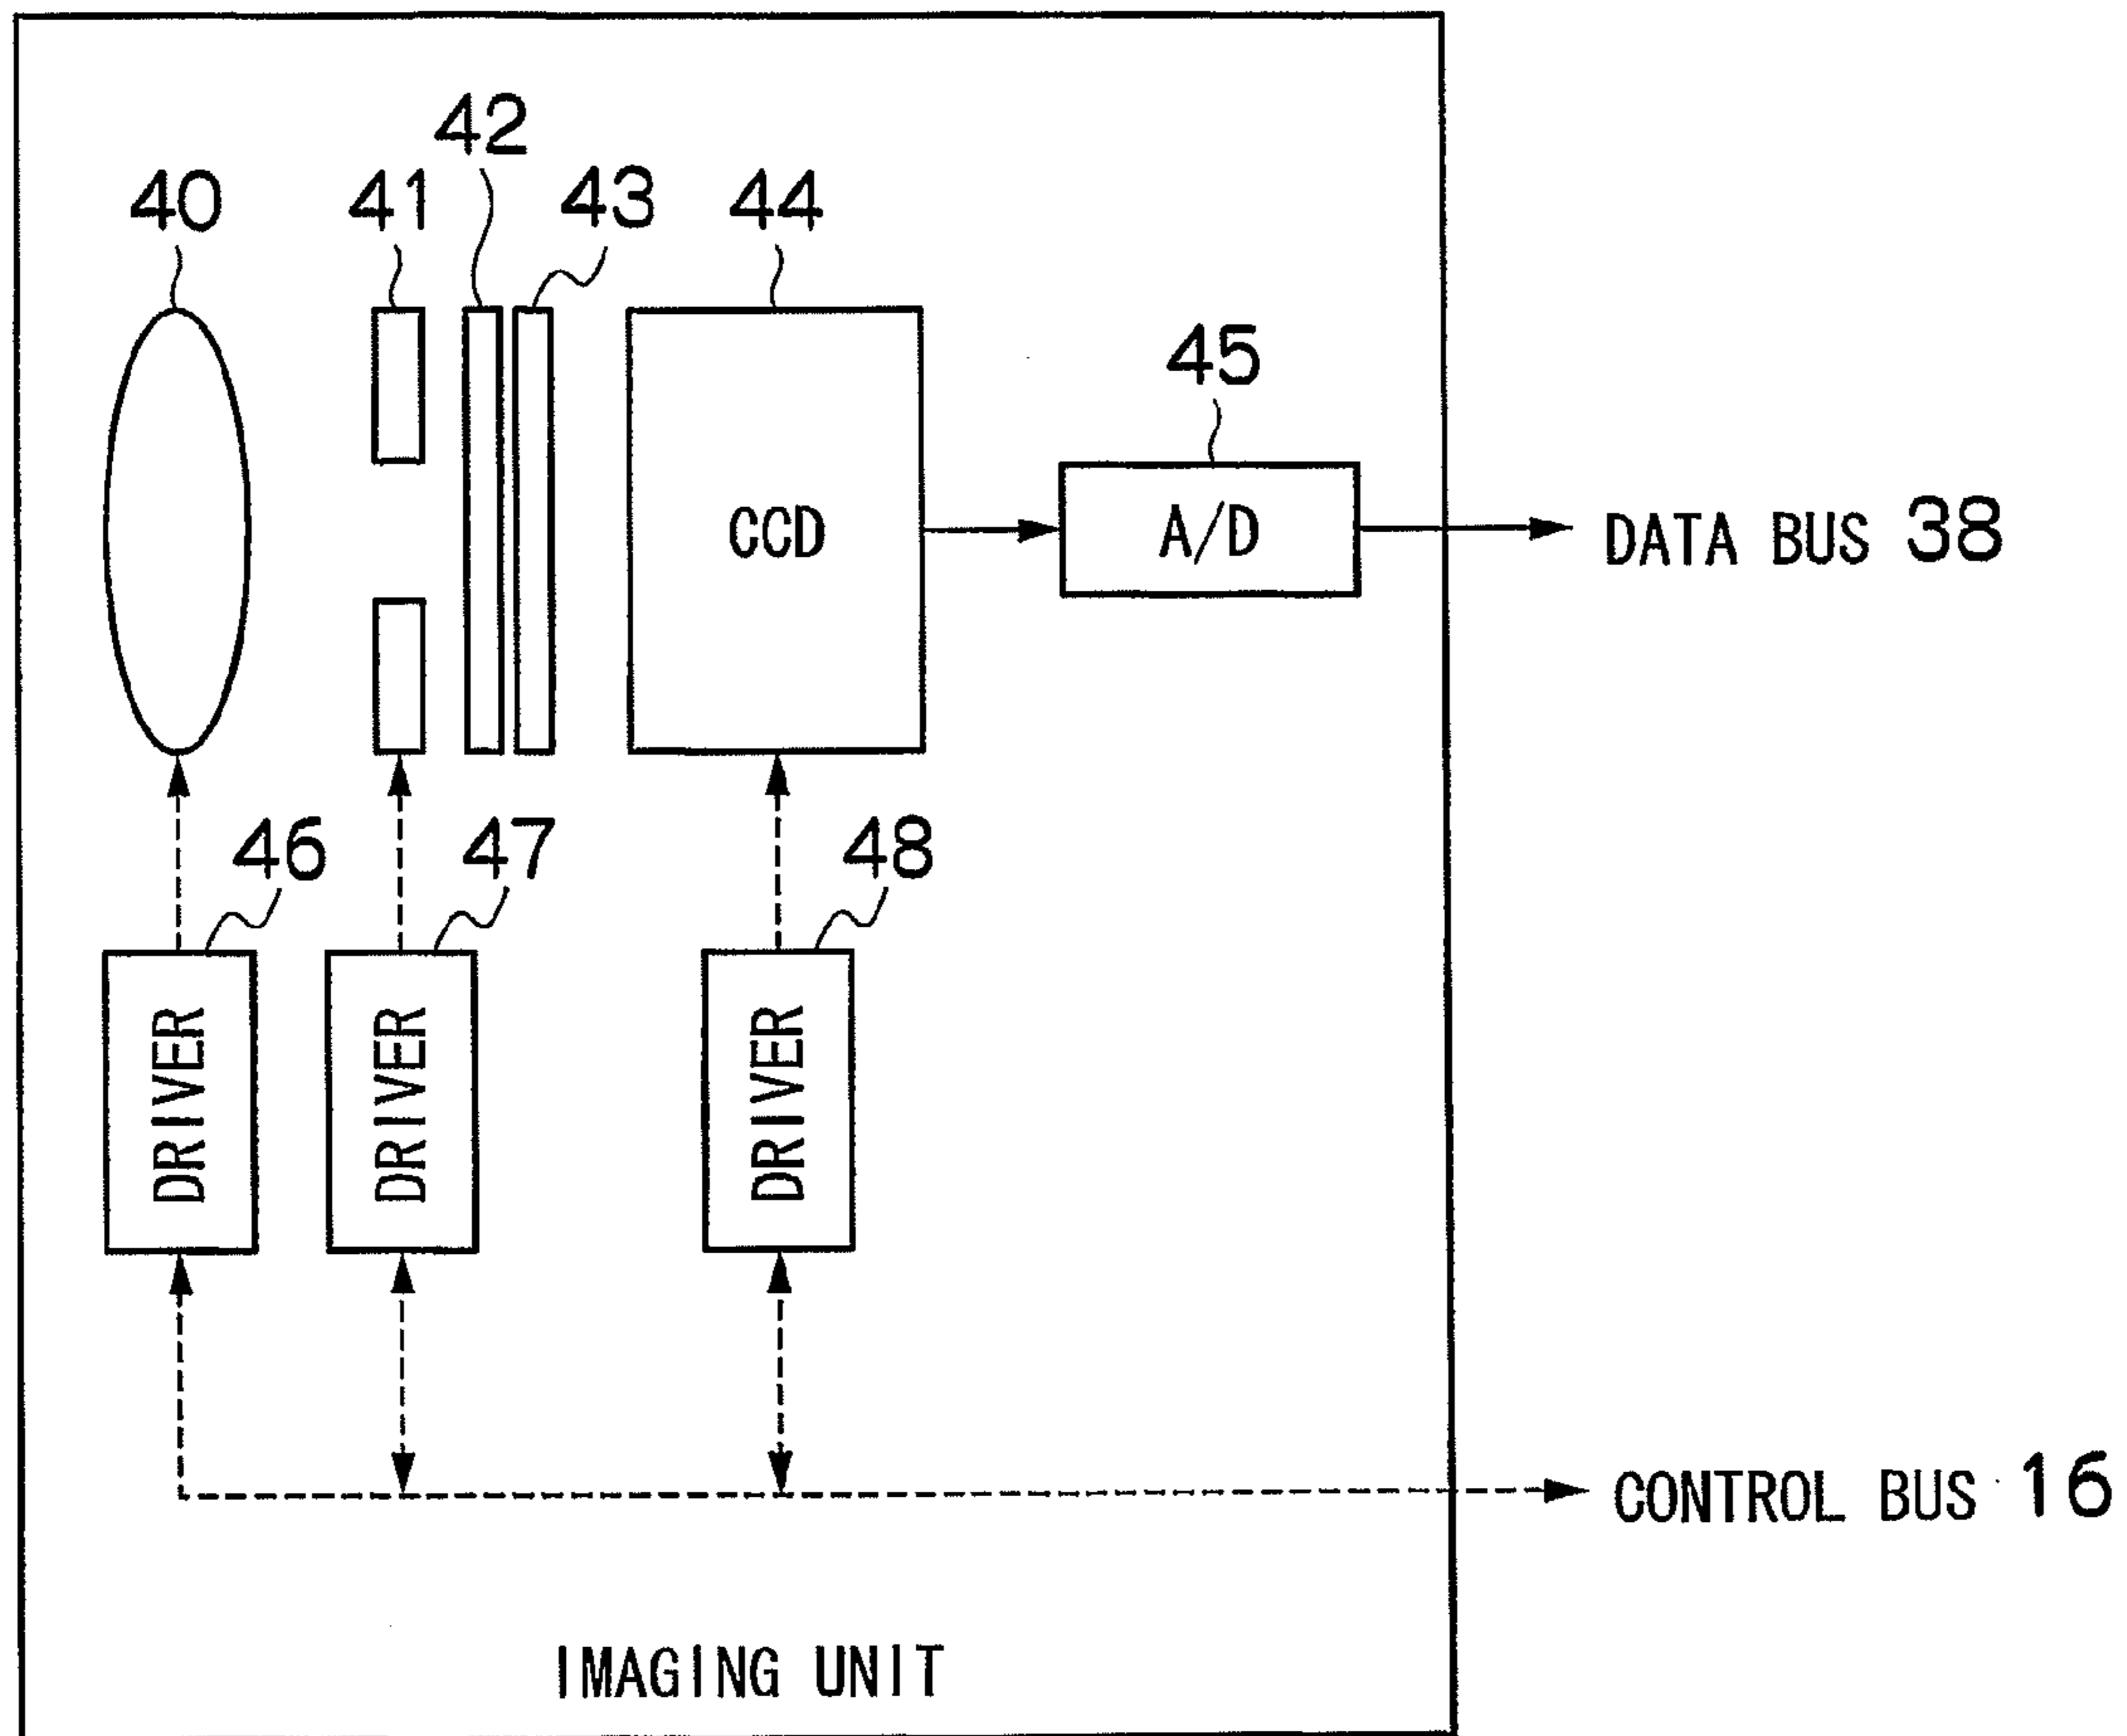 42
40
41
43
44
45
CCD
A/D
DATA BUS 38
46
47
48
DRIVER
DRIVER
DRIVER
CONTROL BUS 16
IMAGING UNIT